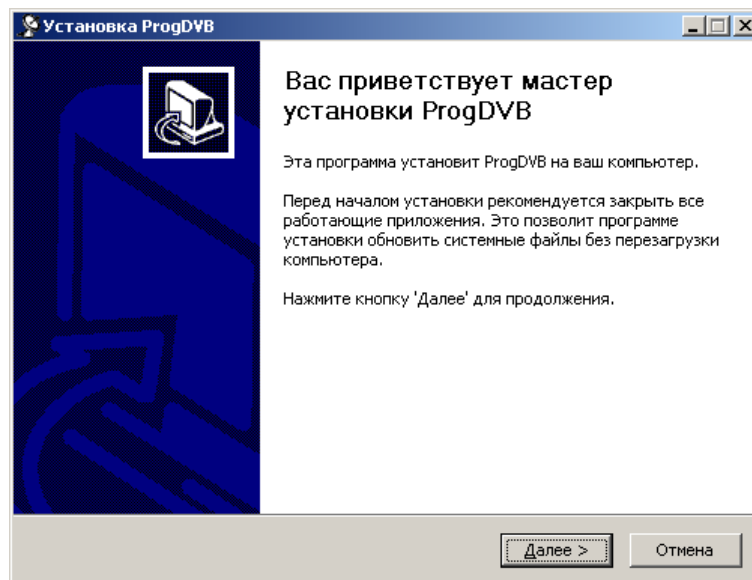 Установка ProgDVB
Вас приветствует мастер
установки ProgDVB
Эта программа установит ProgDVB на ваш компьютер.
Перед началом установки рекомендуется закрыть все
работающие приложения. Это позволит программе
установки обновить системные файлы без перезагрузки
компьютера.
Нажмите кнопку 'Далее' для продолжения.
Далее >
Отмена